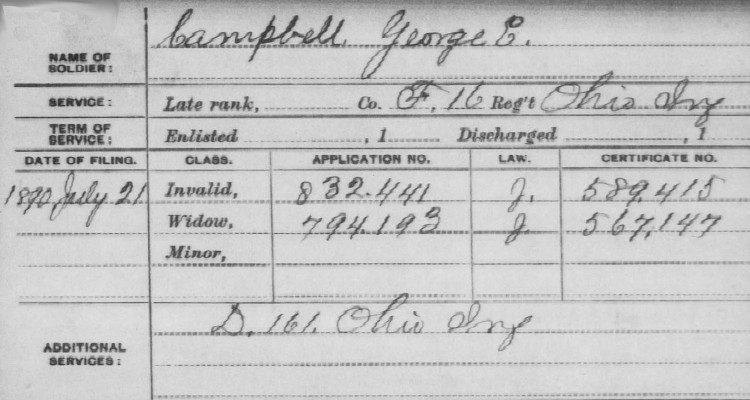 NAME OF SOLDIER: Campbell, George E.
SERVICE: Late rank, Co. F, 16 Reg't Ohio Inf
TERM OF SERVICE: Enlisted , 1 Discharged , 1
DATE OF FILING. CLASS. APPLICATION NO. LAW. CERTIFICATE NO.
1890 July 21 Invalid, 832.441 J. 589.415
Widow, 794.193 J. 567.147
Minor,
ADDITIONAL SERVICES: D. 161. Ohio Inf